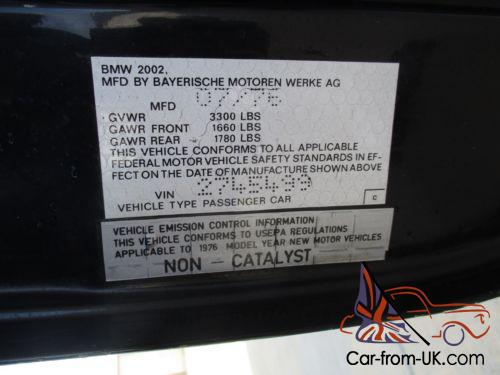 BMW 2002,
MFD BY BAYERISCHE MOTOREN WERKE AG
MFD 07/76
GVWR 3300 LBS
GAWR FRONT 1660 LBS
GAWR REAR 1780 LBS
THIS VEHICLE CONFORMS TO ALL APPLICABLE
FEDERAL MOTOR VEHICLE SAFETY STANDARDS IN EF-
FECT ON THE DATE OF MANUFACTURE SHOWN ABOVE
VIN 2745499
VEHICLE TYPE PASSENGER CAR C
VEHICLE EMISSION CONTROL INFORMATION
THIS VEHICLE CONFORMS TO USEPA REGULATIONS
APPLICABLE TO 1976 MODEL YEAR NEW MOTOR VEHICLES
NON - CATALYST
Car-from-UK.com